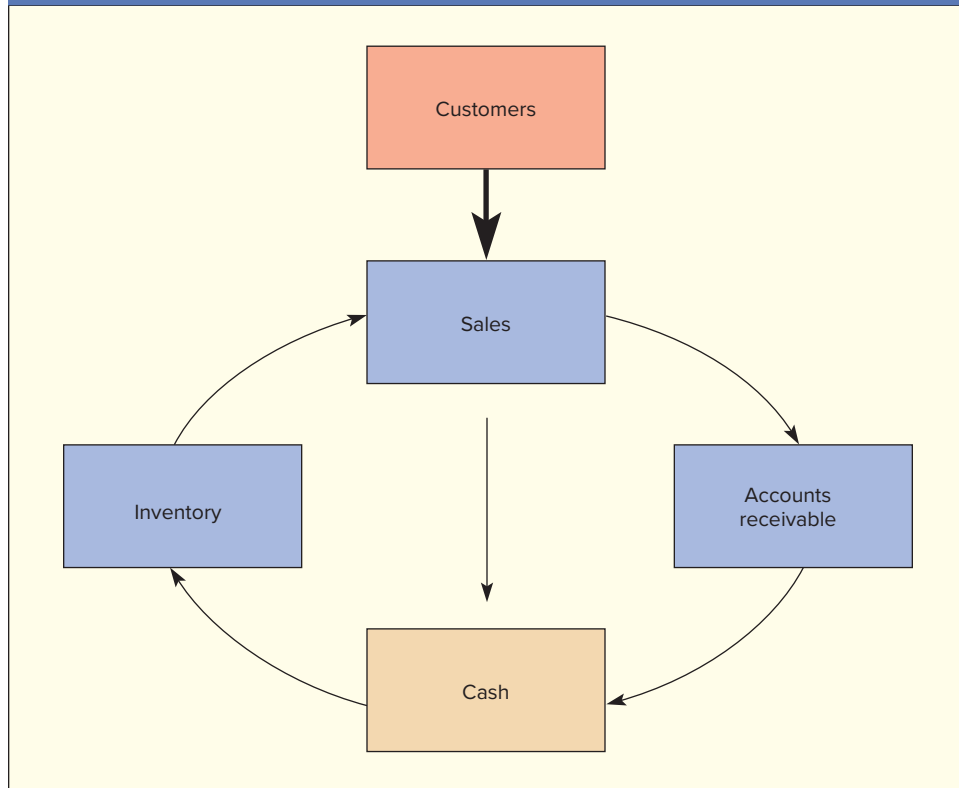 Customers
Sales
Inventory
Accounts
receivable
Cash